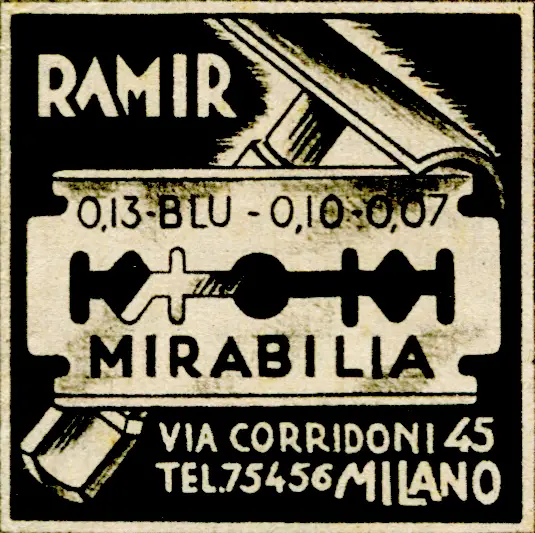 RAMIR
0,13-BLU-0,10-0,07
MIRABILIA
VIA CORRIDONI 45
TEL.75456 MILANO